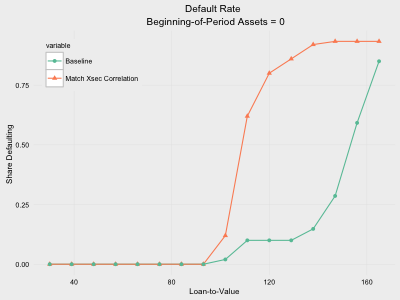 Default Rate
Beginning-of-Period Assets = 0
variable
Baseline
Match Xsec Correlation
Share Defaulting
0.75
0.50
0.25
0.00
40
80
120
160
Loan-to-Value